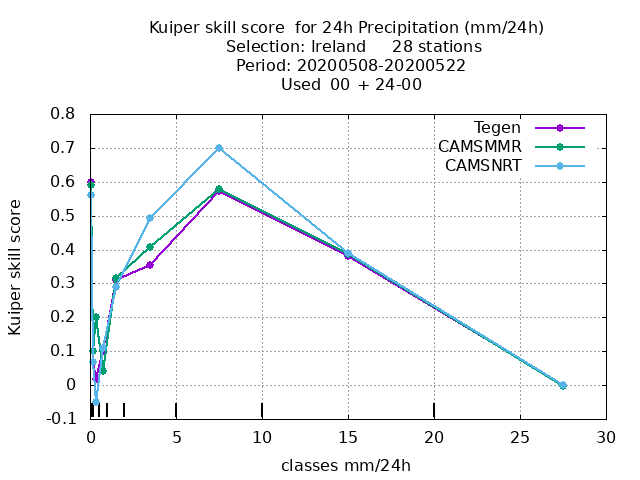 Kuiper skill score  for 24h Precipitation (mm/24h)
Selection: Ireland     28 stations
Period: 20200508-20200522
Used  00 + 24-00
Tegen
CAMSMMR
CAMSNRT
Kuiper skill score
0.8
0.7
0.6
0.5
0.4
0.3
0.2
0.1
0
-0.1
0 5 10 15 20 25 30
classes mm/24h